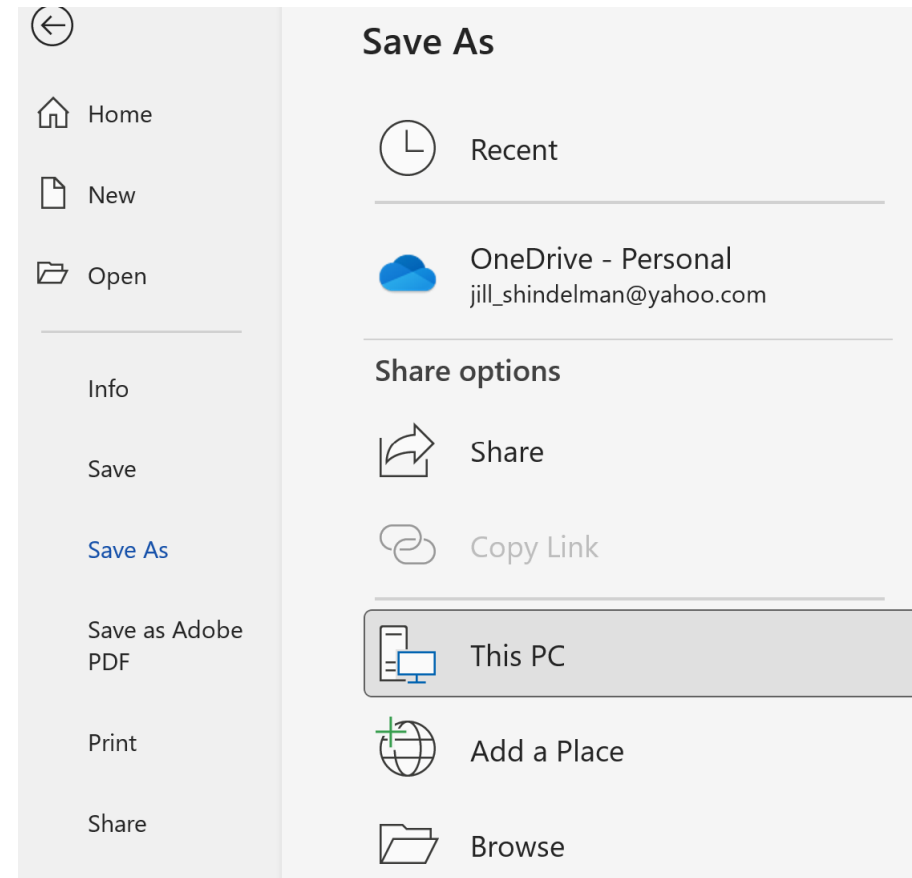 Home
New
Open
Info
Save
Save As
Save as Adobe
PDF
Print
Share
Save As
Recent
OneDrive - Personal
jill_shindelman@yahoo.com
Share options
Share
Copy Link
This PC
Add a Place
Browse